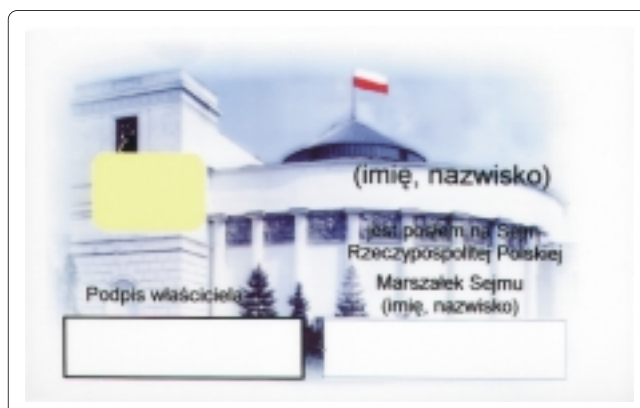 (imię, nazwisko)
jest posłem na Sejm
Rzeczypospolitej Polskiej
Marszałek Sejmu
(imię, nazwisko)
Podpis właściciela